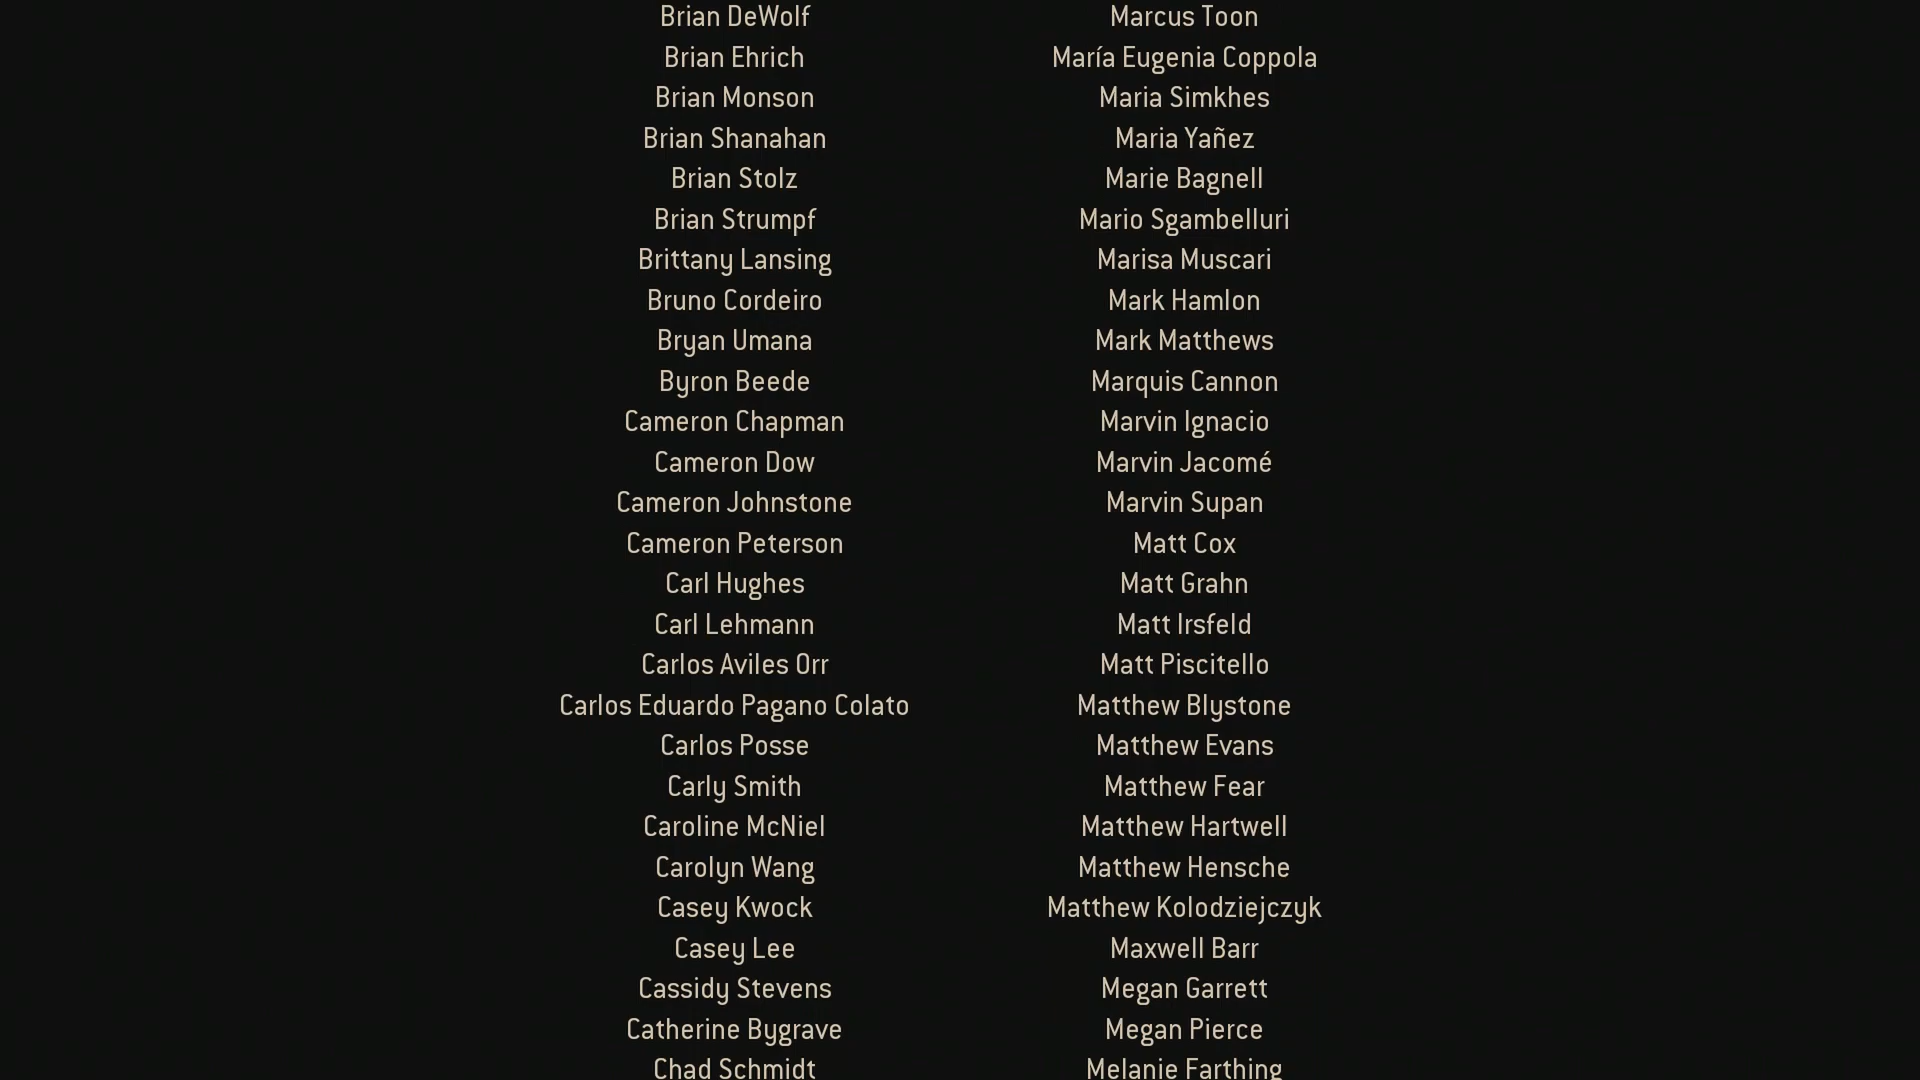 Brian DeWolf
Brian Ehrich
Brian Monson
Brian Shanahan
Brian Stolz
Brian Strumpf
Brittany Lansing
Bruno Cordeiro
Bryan Umana
Byron Beede
Cameron Chapman
Cameron Dow
Cameron Johnstone
Cameron Peterson
Carl Hughes
Carl Lehmann
Carlos Aviles Orr
Carlos Eduardo Pagano Colato
Carlos Posse
Carly Smith
Caroline McNiel
Carolyn Wang
Casey Kwock
Casey Lee
Cassidy Stevens
Catherine Bygrave
Chad Schmidt
Marcus Toon
María Eugenia Coppola
Maria Simkhes
Maria Yañez
Marie Bagnell
Mario Sgambelluri
Marisa Muscari
Mark Hamlon
Mark Matthews
Marquis Cannon
Marvin Ignacio
Marvin Jacomé
Marvin Supan
Matt Cox
Matt Grahn
Matt Irsfeld
Matt Piscitello
Matthew Blystone
Matthew Evans
Matthew Fear
Matthew Hartwell
Matthew Hensche
Matthew Kolodziejczyk
Maxwell Barr
Megan Garrett
Megan Pierce
Melanie Farthing